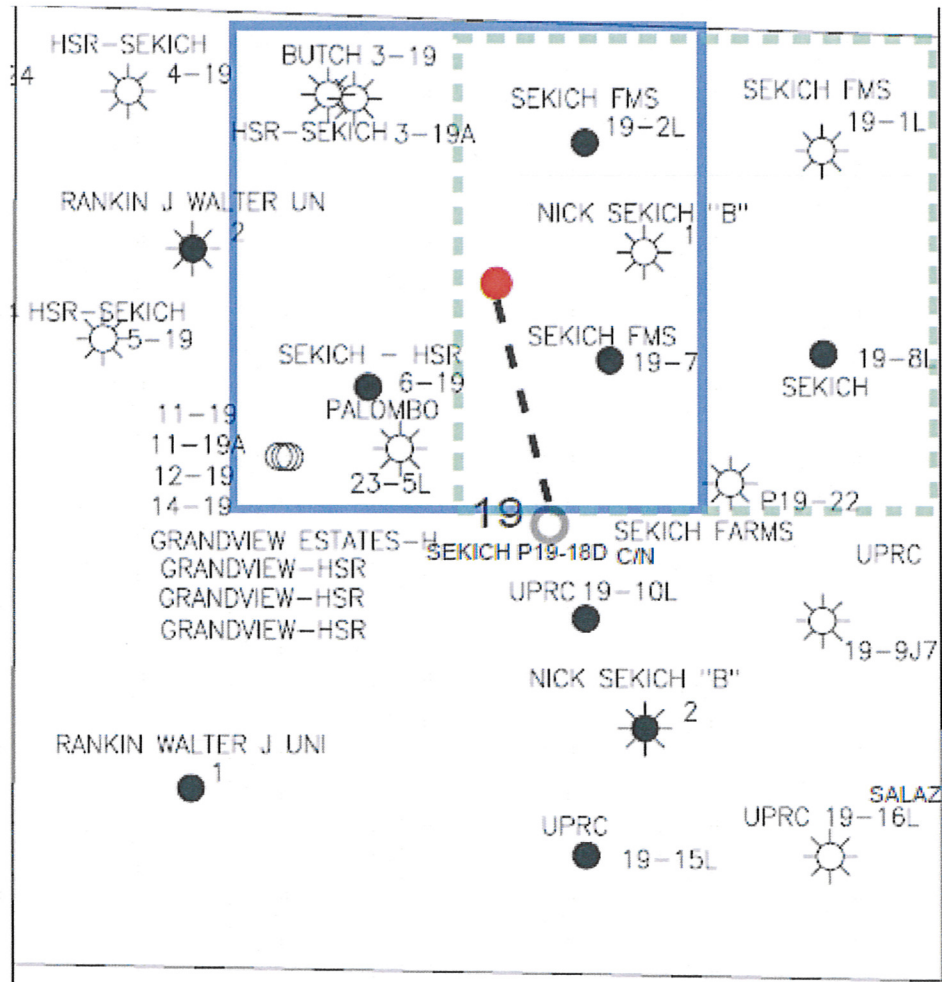 HSR-SEKICH
4-19
24
BUTCH 3-19
HSR-SEKICH 3-19A
SEKICH FMS
19-2L
SEKICH FMS
19-1L
RANKIN J WALTER UN
2
NICK SEKICH "B"
1
HSR-SEKICH
5-19
SEKICH - HSR
6-19
SEKICH FMS
19-7
19-8L
SEKICH
PALOMBO
23-5L
11-19
11-19A
12-19
14-19
P19-22
19
SEKICH P19-18D
SEKICH FARMS
C/N
GRANDVIEW ESTATES-H
GRANDVIEW-HSR
GRANDVIEW-HSR
GRANDVIEW-HSR
UPRC 19-10L
UPRC
19-9J7
NICK SEKICH "B"
2
RANKIN WALTER J UNI
1
UPRC
19-15L
SALAZ
UPRC 19-16L